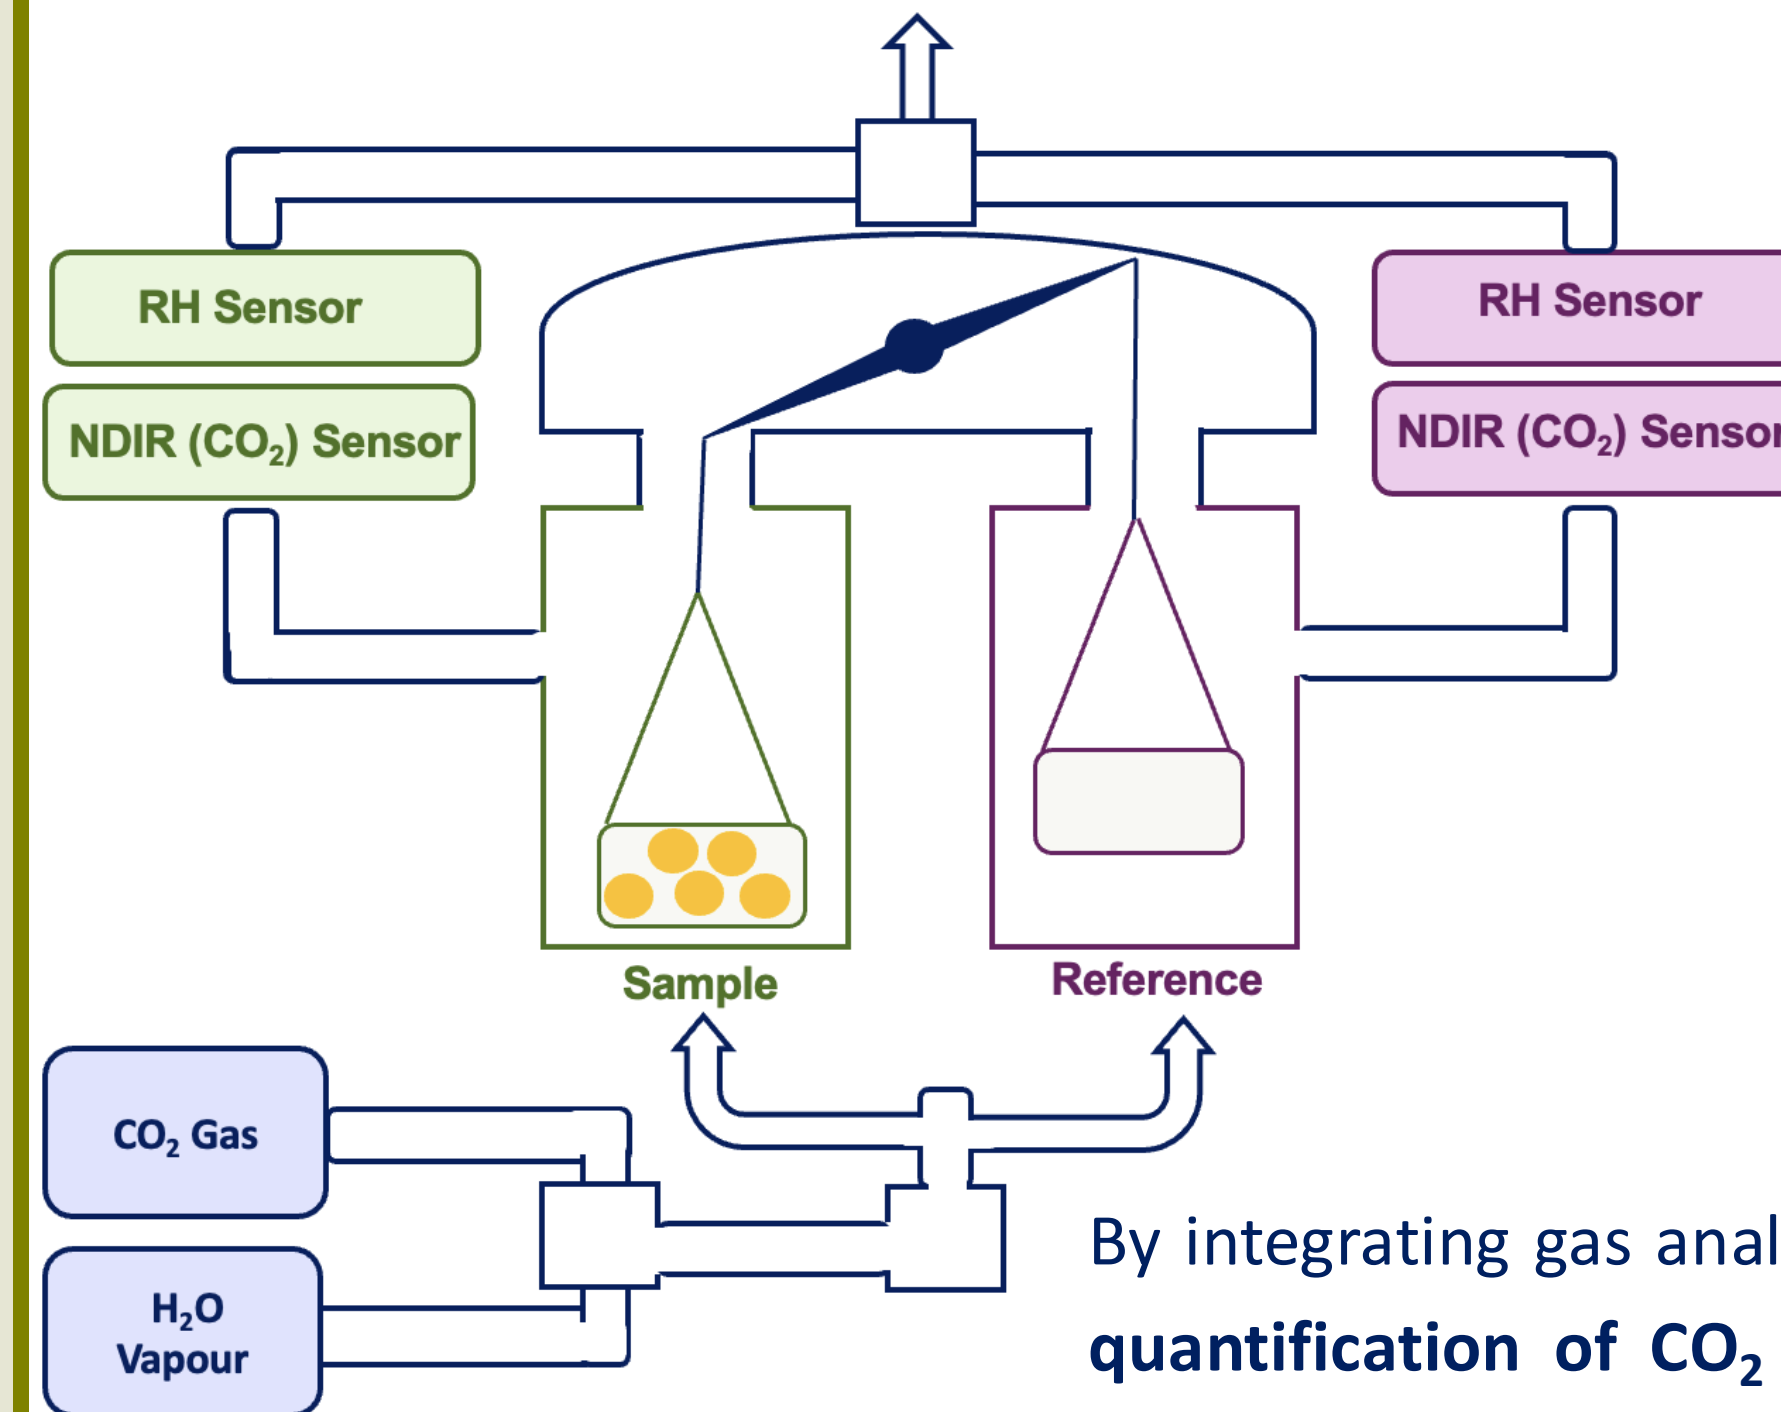 RH Sensor
RH Sensor
NDIR (CO₂) Sensor
NDIR (CO₂) Sensor
Sample
Reference
CO₂ Gas
H₂O
Vapour
By integrating gas anal
quantification of CO₂